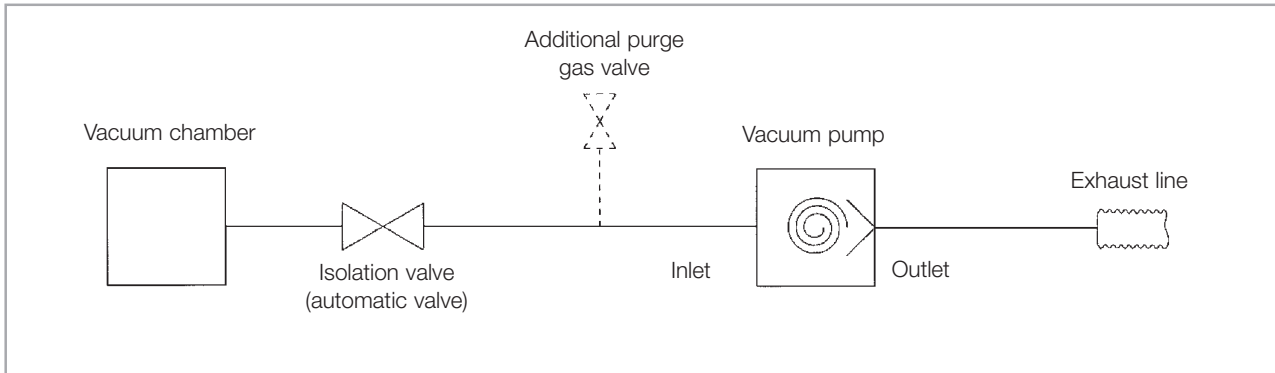 Additional purge
gas valve
Vacuum chamber
Vacuum pump
Exhaust line
Isolation valve
(automatic valve)
Inlet
Outlet